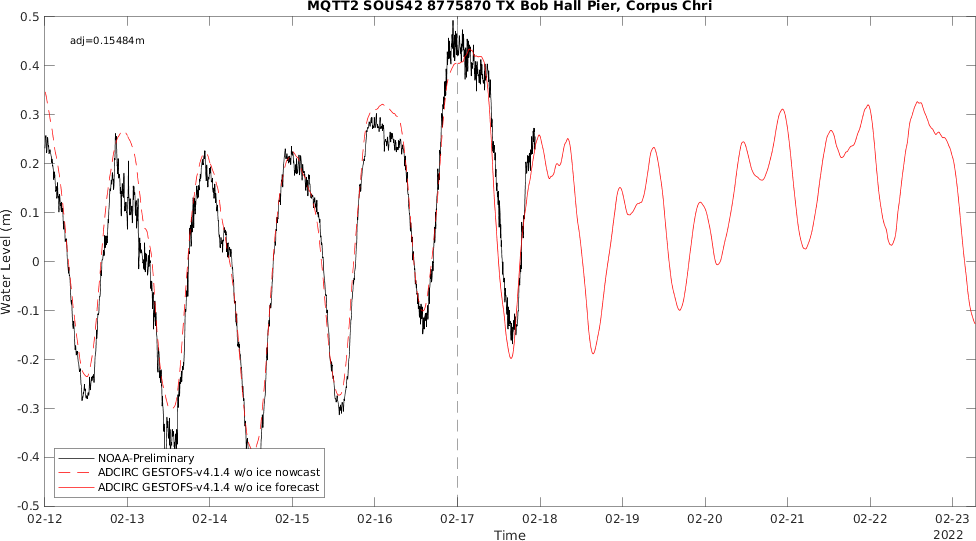 MQTT2 SOUS42 8775870 TX Bob Hall Pier, Corpus Chri
adj=0.15484m
0.5
0.4
0.3
0.2
0.1
0
-0.1
-0.2
-0.3
-0.4
-0.5
Water Level (m)
NOAA-Preliminary
ADCIRC GESTOFS-v4.1.4 w/o ice nowcast
ADCIRC GESTOFS-v4.1.4 w/o ice forecast
02-12 02-13 02-14 02-15 02-16 02-17 02-18 02-19 02-20 02-21 02-22 02-23
Time
2022